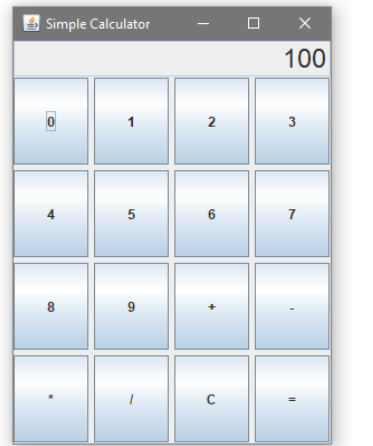 Simple Calculator
100
0 1 2 3
4 5 6 7
8 9 + -
* / C =